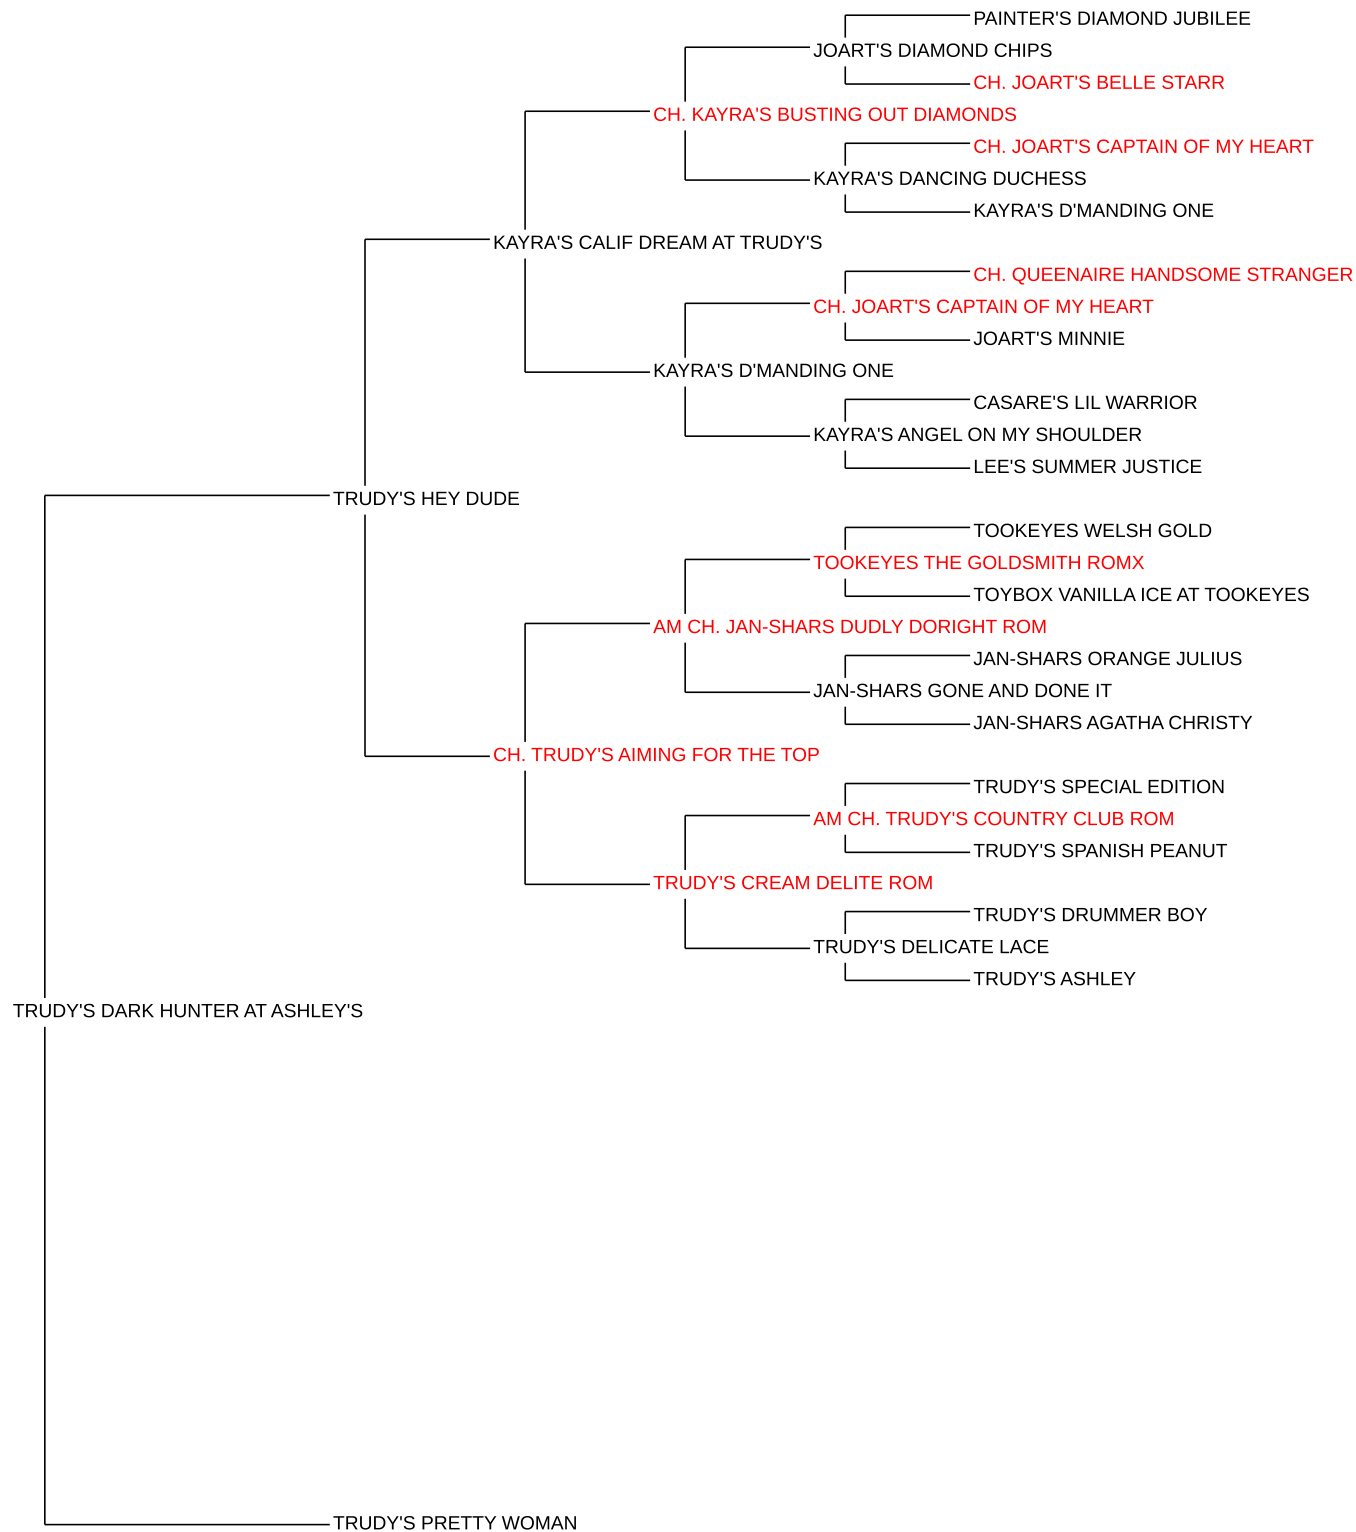 PAINTER'S DIAMOND JUBILEE
JOART'S DIAMOND CHIPS
CH. JOART'S BELLE STARR
CH. KAYRA'S BUSTING OUT DIAMONDS
CH. JOART'S CAPTAIN OF MY HEART
KAYRA'S DANCING DUCHESS
KAYRA'S D'MANDING ONE
KAYRA'S CALIF DREAM AT TRUDY'S
CH. QUEENAIRE HANDSOME STRANGER
CH. JOART'S CAPTAIN OF MY HEART
JOART'S MINNIE
KAYRA'S D'MANDING ONE
CASARE'S LIL WARRIOR
KAYRA'S ANGEL ON MY SHOULDER
LEE'S SUMMER JUSTICE
TRUDY'S HEY DUDE
TOOKEYES WELSH GOLD
TOOKEYES THE GOLDSMITH ROMX
TOYBOX VANILLA ICE AT TOOKEYES
AM CH. JAN-SHARS DUDLY DORIGHT ROM
JAN-SHARS ORANGE JULIUS
JAN-SHARS GONE AND DONE IT
JAN-SHARS AGATHA CHRISTY
CH. TRUDY'S AIMING FOR THE TOP
TRUDY'S SPECIAL EDITION
AM CH. TRUDY'S COUNTRY CLUB ROM
TRUDY'S SPANISH PEANUT
TRUDY'S CREAM DELITE ROM
TRUDY'S DRUMMER BOY
TRUDY'S DELICATE LACE
TRUDY'S ASHLEY
TRUDY'S DARK HUNTER AT ASHLEY'S
TRUDY'S PRETTY WOMAN